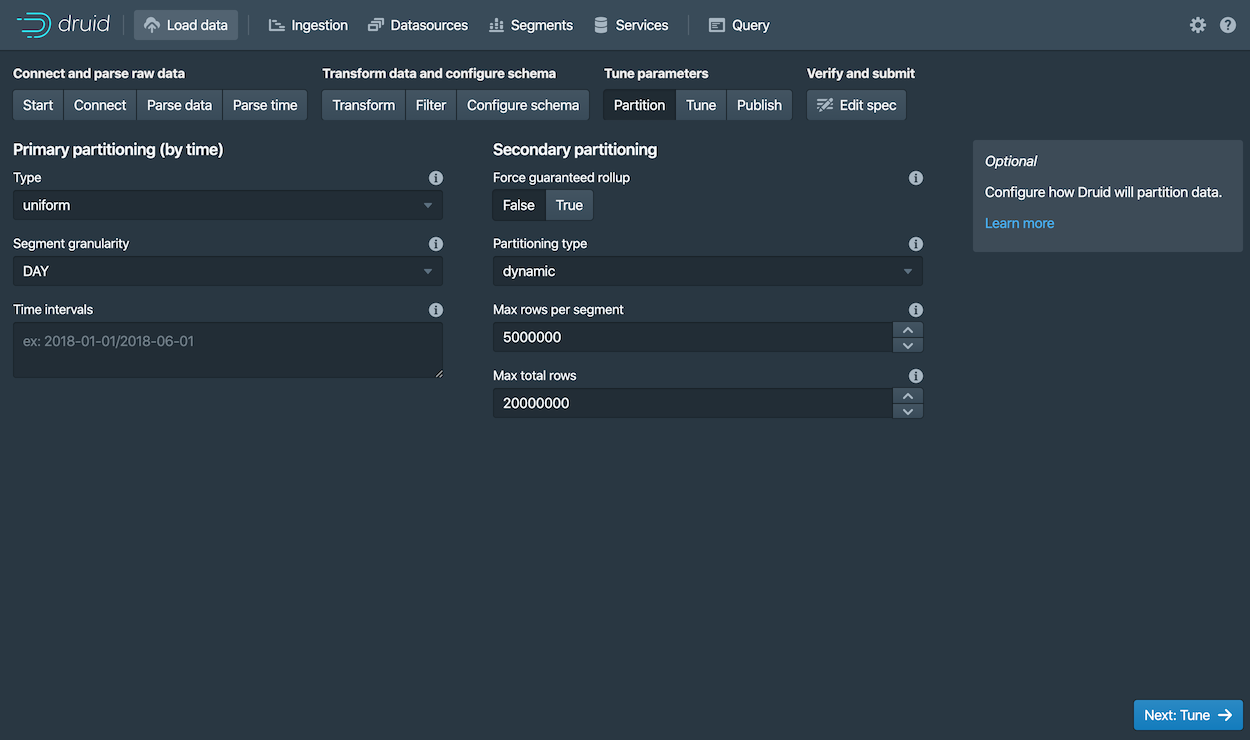 druid Load data Ingestion Datasources Segments Services Query
Connect and parse raw data Transform data and configure schema Tune parameters Verify and submit
Start Connect Parse data Parse time Transform Filter Configure schema Partition Tune Publish Edit spec
Primary partitioning (by time)
Type
uniform
Segment granularity
DAY
Time intervals
ex: 2018-01-01/2018-06-01
Secondary partitioning
Force guaranteed rollup
False True
Partitioning type
dynamic
Max rows per segment
5000000
Max total rows
20000000
Optional
Configure how Druid will partition data.
Learn more
Next: Tune